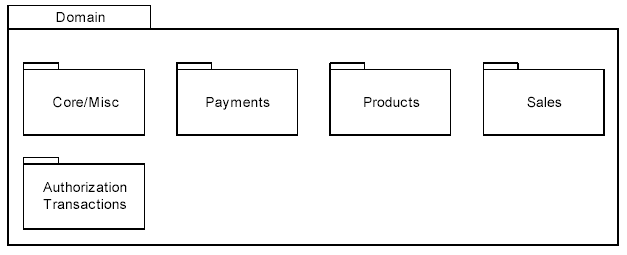 Domain
Core/Misc
Payments
Products
Sales
Authorization
Transactions